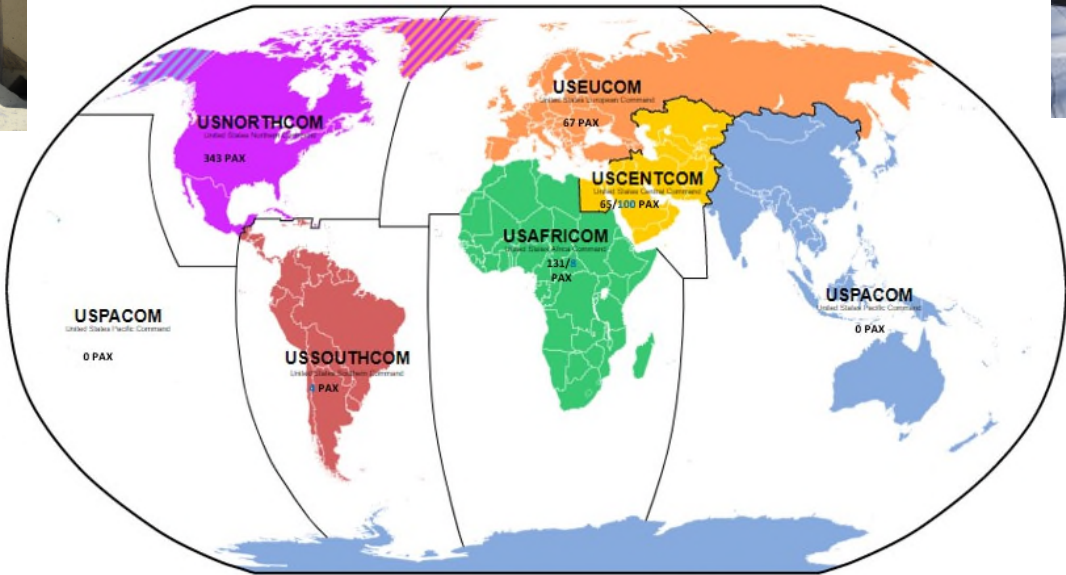 USNORTHCOM
United States Northern Command
343 PAX
USEUCOM
United States European Command
67 PAX
USCENTCOM
United States Central Command
65/100 PAX
USAFRICOM
United States Africa Command
131/8
PAX
USPACOM
United States Pacific Command
0 PAX
USSOUTHCOM
United States Southern Command
4 PAX
USPACOM
United States Pacific Command
0 PAX